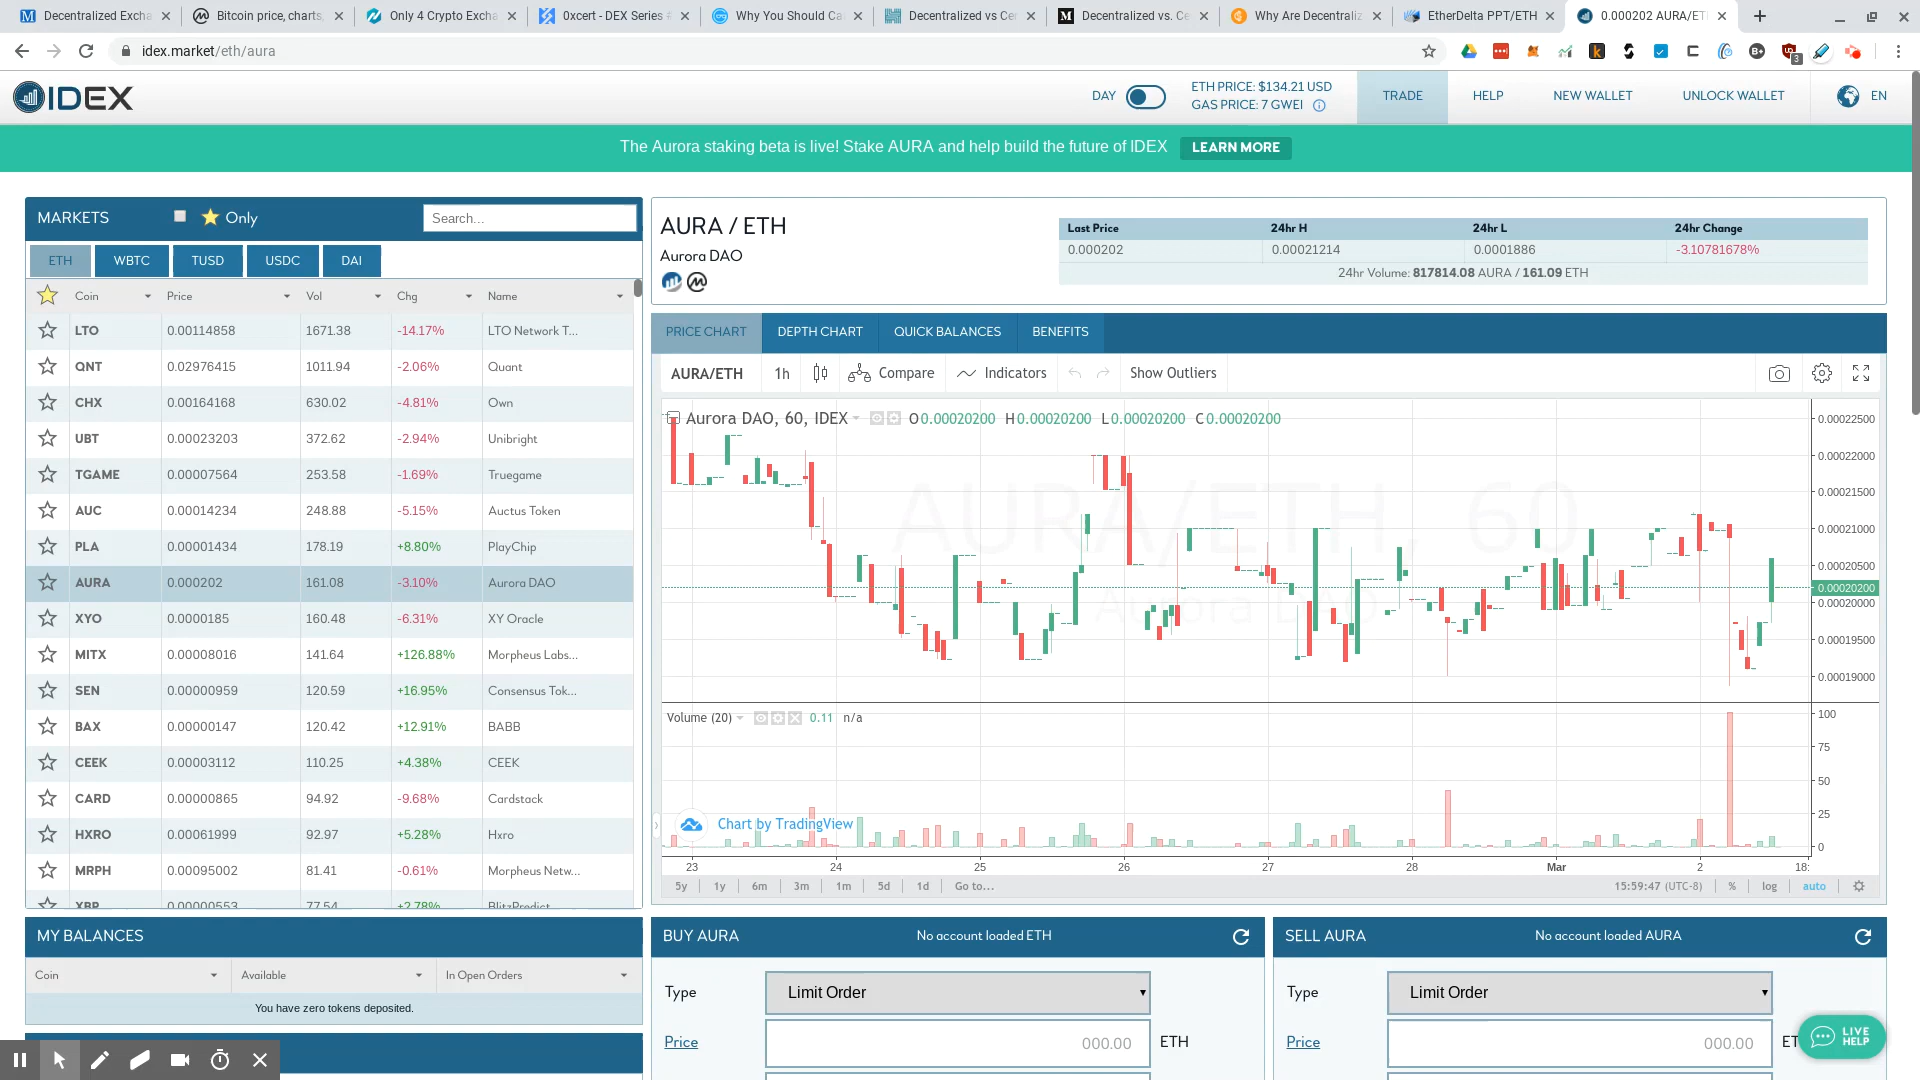 Decentralized Excha
Bitcoin price, charts,
Only 4 Crypto Excha
0xcert - DEX Series #
Why You Should Ca
Decentralized vs Cer
Decentralized vs. Ce
Why Are Decentraliz
EtherDelta PPT/ETH
0.000202 AURA/ET
idex.market/eth/aura
IDEX
DAY
ETH PRICE: $134.21 USD
GAS PRICE: 7 GWEI
TRADE
HELP
NEW WALLET
UNLOCK WALLET
EN
The Aurora staking beta is live! Stake AURA and help build the future of IDEX
LEARN MORE
MARKETS
Only
Search...
ETH WBTC TUSD USDC DAI
Coin Price Vol Chg Name
LTO 0.00114858 1671.38 -14.17% LTO Network T...
QNT 0.02976415 1011.94 -2.06% Quant
CHX 0.00164168 630.02 -4.81% Own
UBT 0.00023203 372.62 -2.94% Unibright
TGAME 0.00007564 253.58 -1.69% Truegame
AUC 0.00014234 248.88 -5.15% Auctus Token
PLA 0.00001434 178.19 +8.80% PlayChip
AURA 0.000202 161.08 -3.10% Aurora DAO
XYO 0.0000185 160.48 -6.31% XY Oracle
MITX 0.00008016 141.64 +126.88% Morpheus Labs...
SEN 0.00000959 120.59 +16.95% Consensus Tok...
BAX 0.00000147 120.42 +12.91% BABB
CEEK 0.00003112 110.25 +4.38% CEEK
CARD 0.00000865 94.92 -9.68% Cardstack
HXRO 0.00061999 92.97 +5.28% Hxro
MRPH 0.00095002 81.41 -0.61% Morpheus Netw...
XBP 0.00000553 77.54 +2.78% BlitzPredict
MY BALANCES
Coin Available In Open Orders
You have zero tokens deposited.
AURA / ETH
Aurora DAO
Last Price 24hr H 24hr L 24hr Change
0.000202 0.00021214 0.0001886 -3.10781678%
24hr Volume: 817814.08 AURA / 161.09 ETH
PRICE CHART DEPTH CHART QUICK BALANCES BENEFITS
AURA/ETH 1h Compare Indicators Show Outliers
Aurora DAO, 60, IDEX O0.00020200 H0.00020200 L0.00020200 C0.00020200
AURA/ETH, 60
Aurora DAO
0.00022500
0.00022000
0.00021500
0.00021000
0.00020500
0.00020200
0.00020000
0.00019500
0.00019000
Volume (20) 0.11 n/a
100
75
50
25
0
Chart by TradingView
23 24 25 26 27 28 Mar 2 18:
5y 1y 6m 3m 1m 5d 1d Go to... 15:59:47 (UTC-8) % log auto
BUY AURA No account loaded ETH
Type Limit Order
Price 000.00 ETH
SELL AURA No account loaded AURA
Type Limit Order
Price 000.00 ET
LIVE
HELP